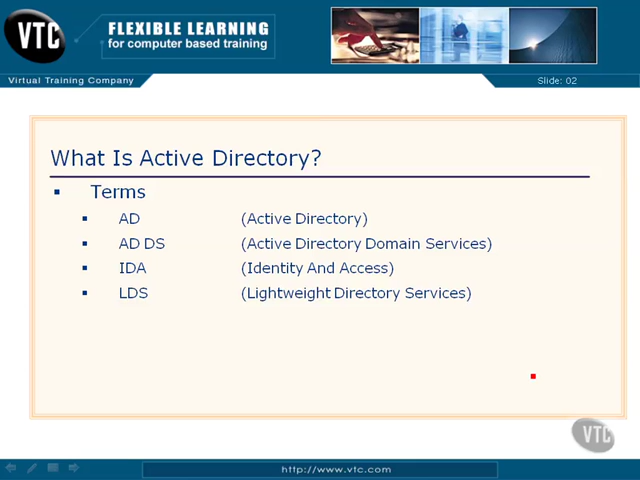 VTC
FLEXIBLE LEARNING
for computer based training
Virtual Training Company
Slide: 02
What Is Active Directory?
Terms
AD (Active Directory)
AD DS (Active Directory Domain Services)
IDA (Identity And Access)
LDS (Lightweight Directory Services)
VTC
http://www.vtc.com